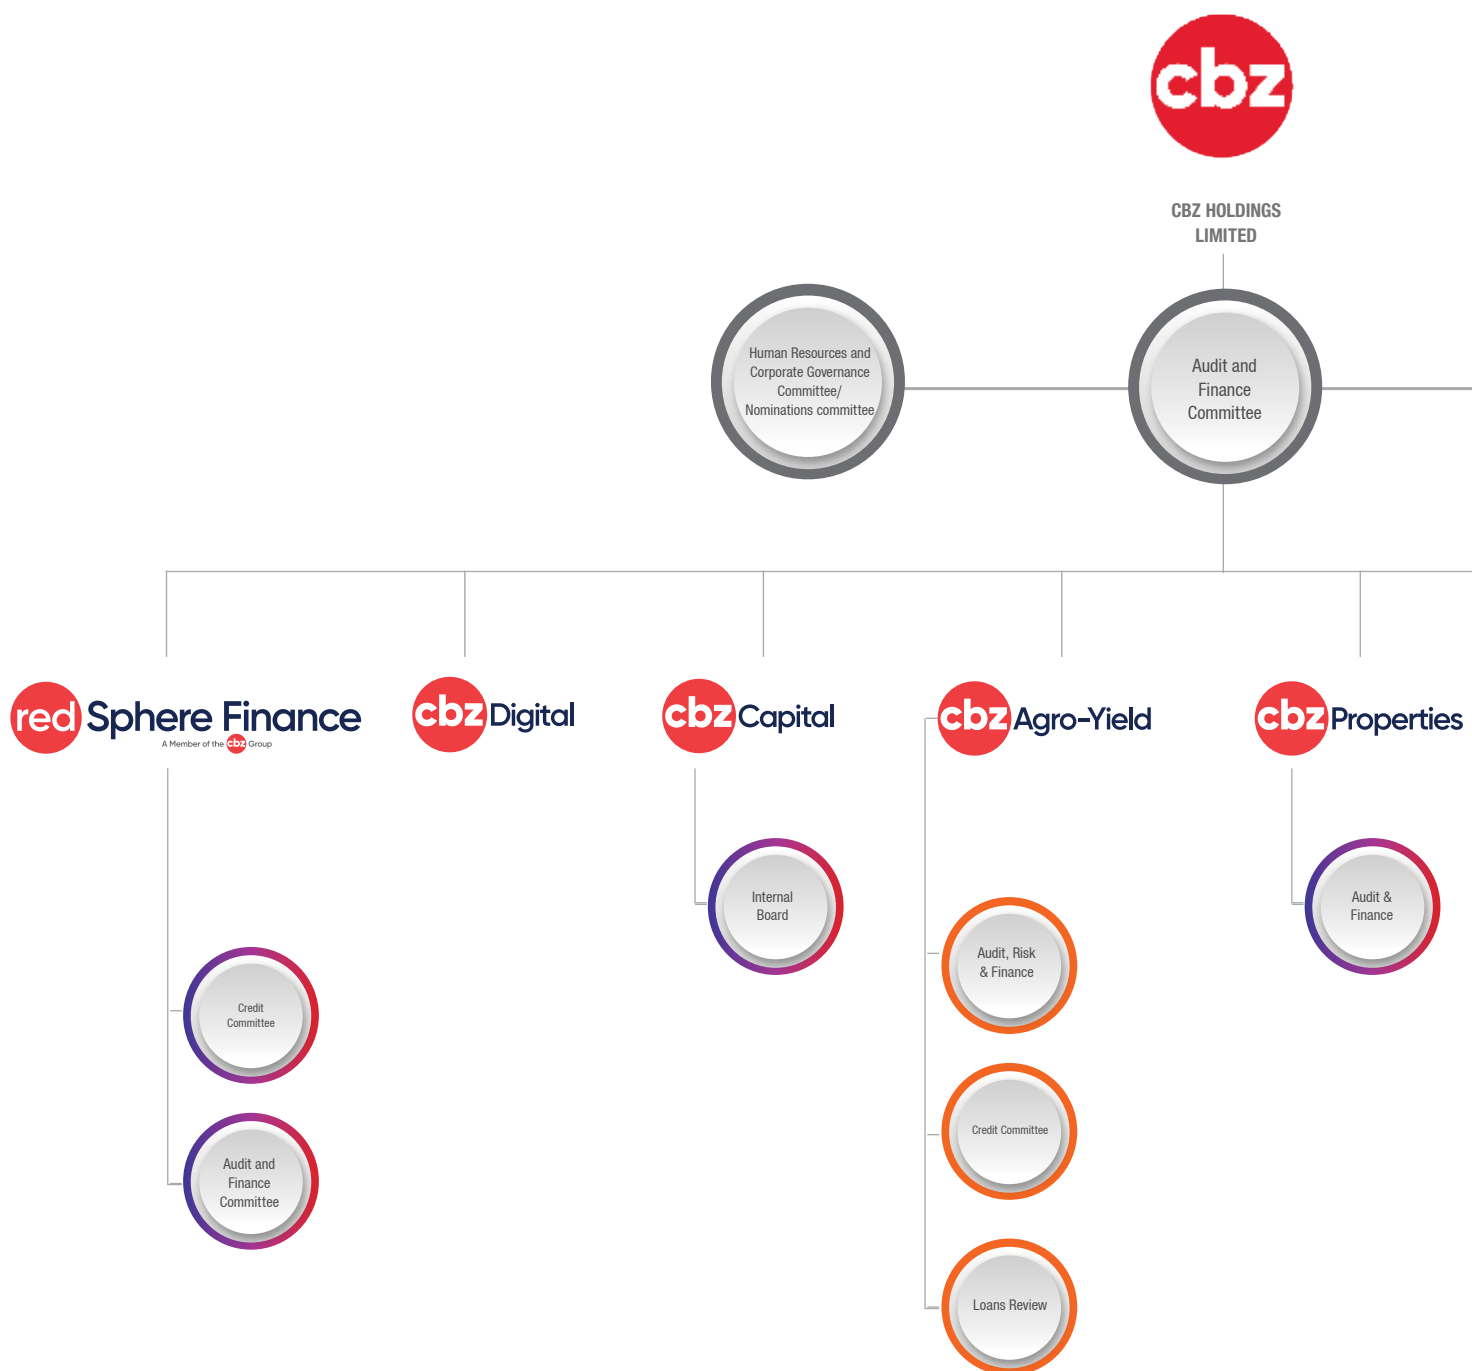 cbz
CBZ HOLDINGS
LIMITED
Human Resources and
Corporate Governance
Committee/
Nominations committee
Audit and
Finance
Committee
red Sphere Finance
A Member of the cbz Group
cbz Digital
cbz Capital
cbz Agro-Yield
cbz Properties
Internal
Board
Audit &
Finance
Audit, Risk
& Finance
Credit
Committee
Credit Committee
Audit and
Finance
Committee
Loans Review